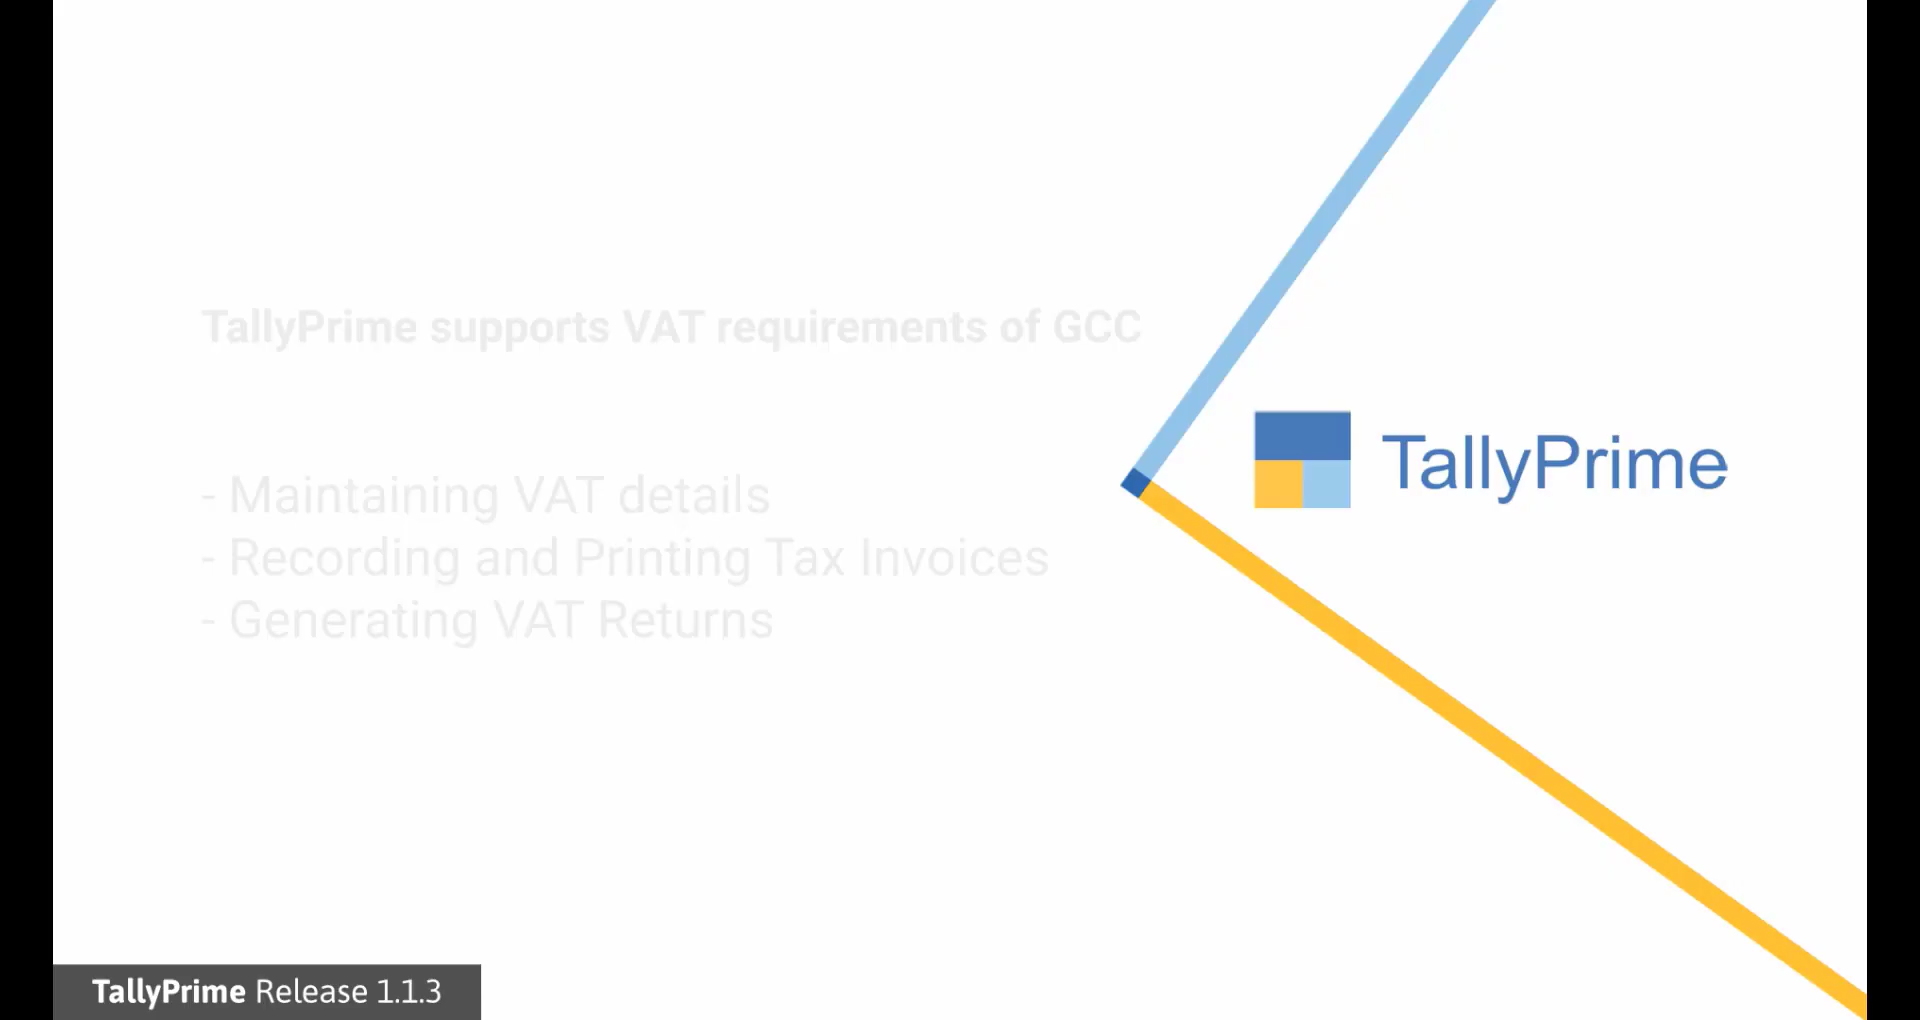 TallyPrime supports VAT requirements of GCC
- Maintaining VAT details
- Recording and Printing Tax Invoices
- Generating VAT Returns
TallyPrime
TallyPrime Release 1.1.3